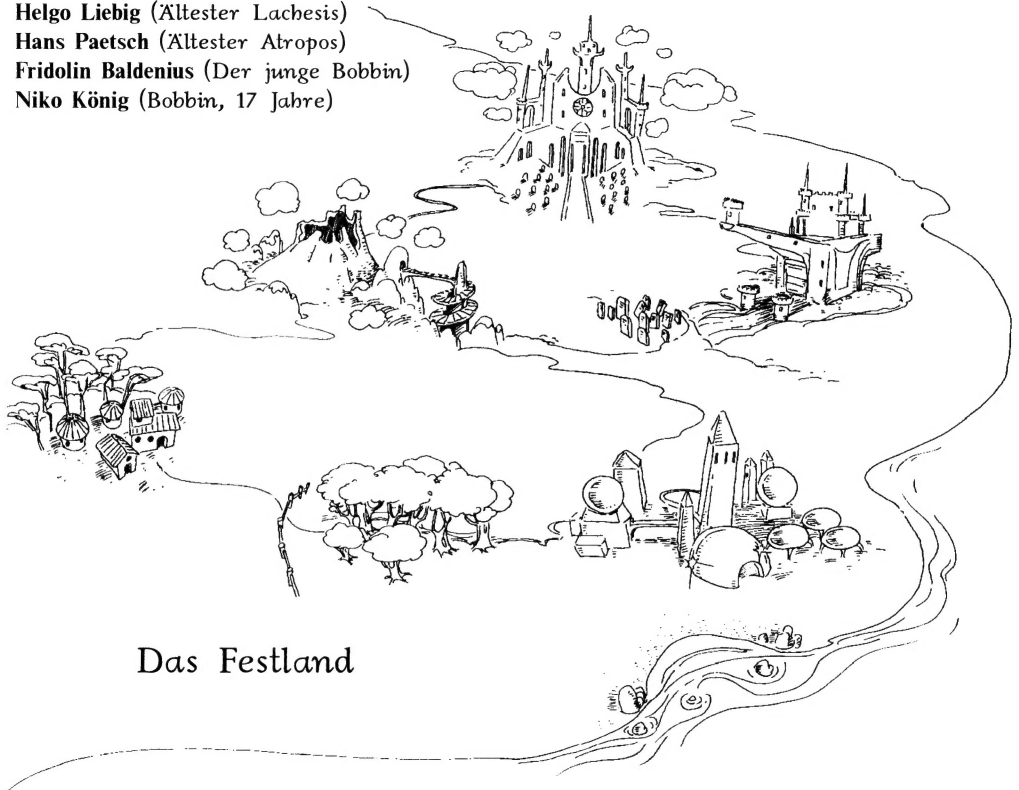 Helgo Liebig (Ältester Lachesis)
Hans Paetsch (Ältester Atropos)
Fridolin Baldenius (Der junge Bobbin)
Niko König (Bobbin, 17 Jahre)
Das Festland